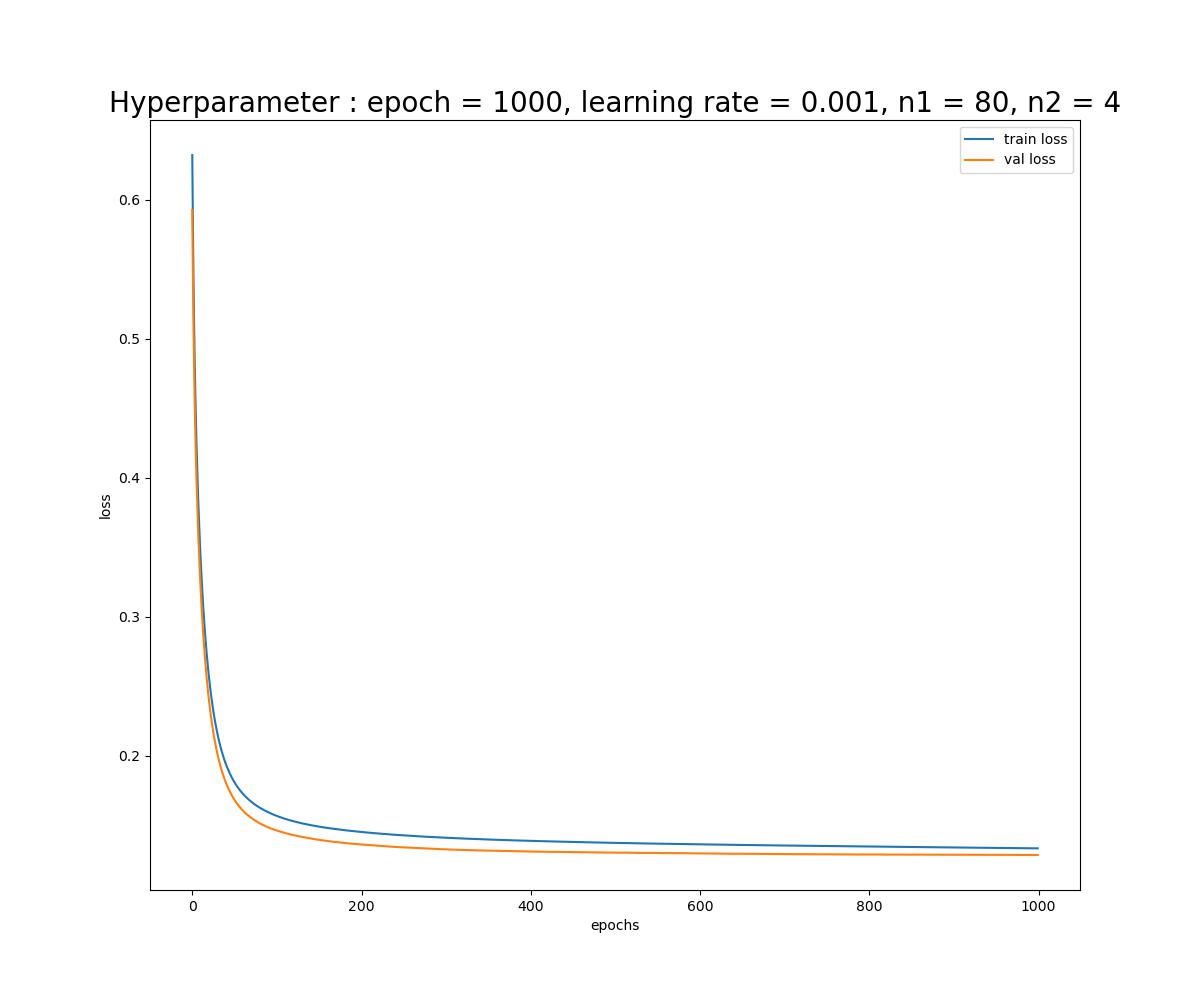 Hyperparameter : epoch = 1000, learning rate = 0.001, n1 = 80, n2 = 4
train loss
val loss
0.6
0.5
0.4
0.3
0.2
loss
0 200 400 600 800 1000
epochs